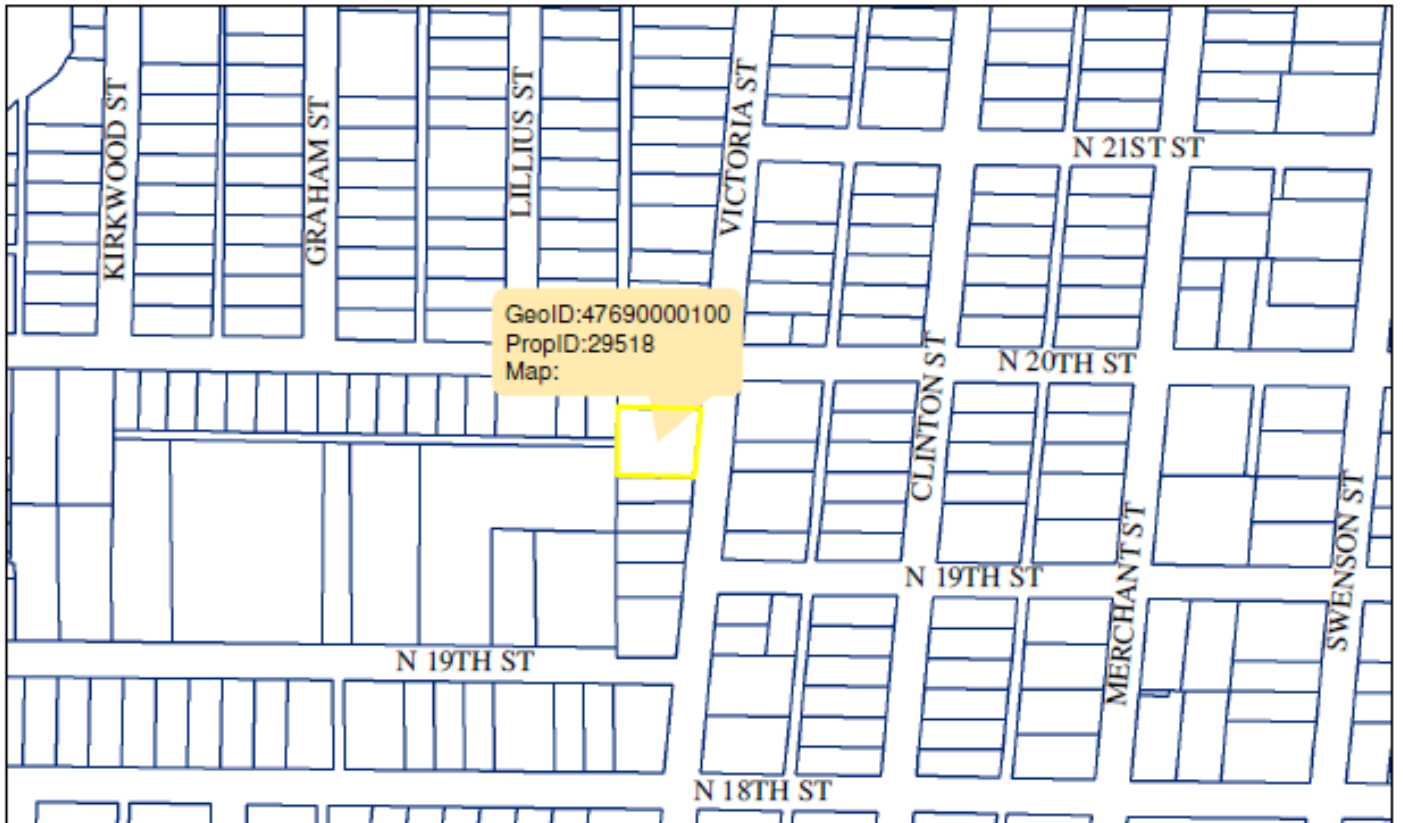 KIRKWOOD ST
GRAHAM ST
LILLIUS ST
VICTORIA ST
N 21ST ST
GeoID:47690000100
PropID:29518
Map:
N 20TH ST
CLINTON ST
MERCHANT ST
SWENSON ST
N 19TH ST
N 19TH ST
N 18TH ST